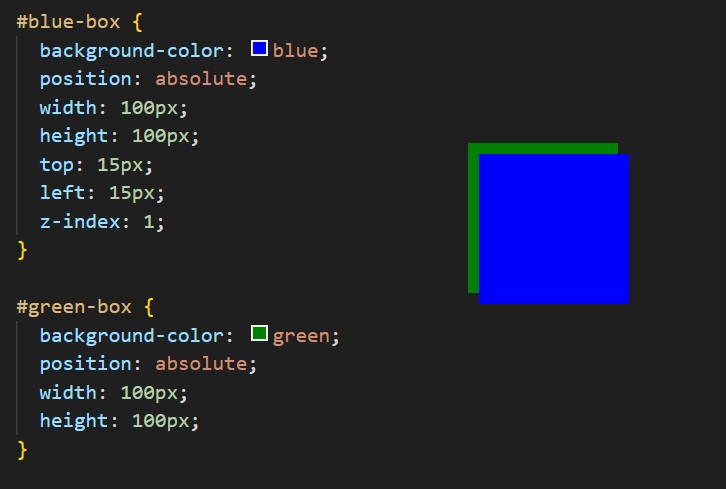 #blue-box {
background-color: blue;
position: absolute;
width: 100px;
height: 100px;
top: 15px;
left: 15px;
z-index: 1;
}
#green-box {
background-color: green;
position: absolute;
width: 100px;
height: 100px;
}